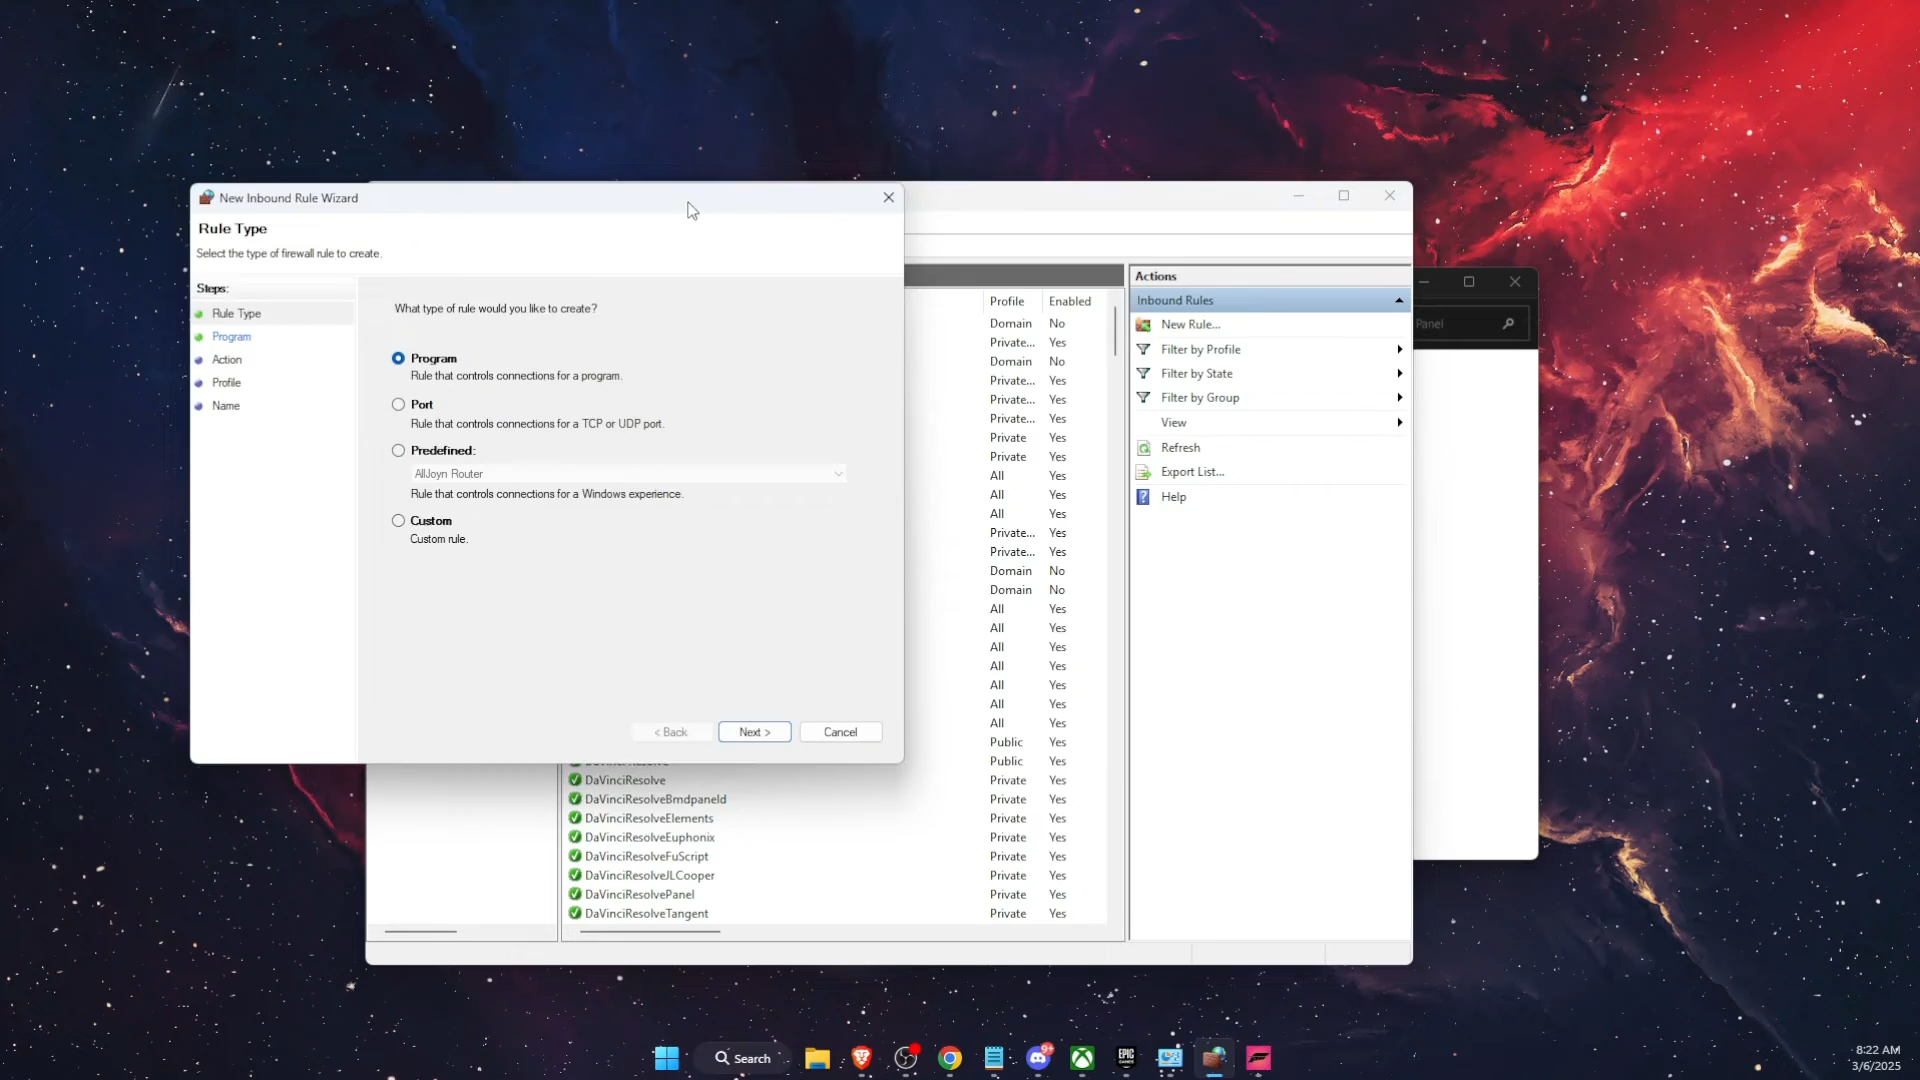 New Inbound Rule Wizard
Rule Type
Select the type of firewall rule to create.
Steps:
Rule Type
Program
Action
Profile
Name
What type of rule would you like to create?
Program
Rule that controls connections for a program.
Port
Rule that controls connections for a TCP or UDP port.
Predefined:
AllJoyn Router
Rule that controls connections for a Windows experience.
Custom
Custom rule.
< Back
Next >
Cancel
Profile Enabled
Domain No
Private... Yes
Domain No
Private... Yes
Private... Yes
Private... Yes
Private Yes
Private Yes
All Yes
All Yes
All Yes
Private... Yes
Private... Yes
Domain No
Domain No
All Yes
All Yes
All Yes
All Yes
All Yes
All Yes
All Yes
Public Yes
Public Yes
DaVinciResolve Private Yes
DaVinciResolveBmdpaneld Private Yes
DaVinciResolveElements Private Yes
DaVinciResolveEuphonix Private Yes
DaVinciResolveFuScript Private Yes
DaVinciResolveJLCooper Private Yes
DaVinciResolvePanel Private Yes
DaVinciResolveTangent Private Yes
Actions
Inbound Rules
New Rule...
Filter by Profile
Filter by State
Filter by Group
View
Refresh
Export List...
Help
Panel
Search
9+
EPIC
GAMES
8:22 AM
3/6/2025